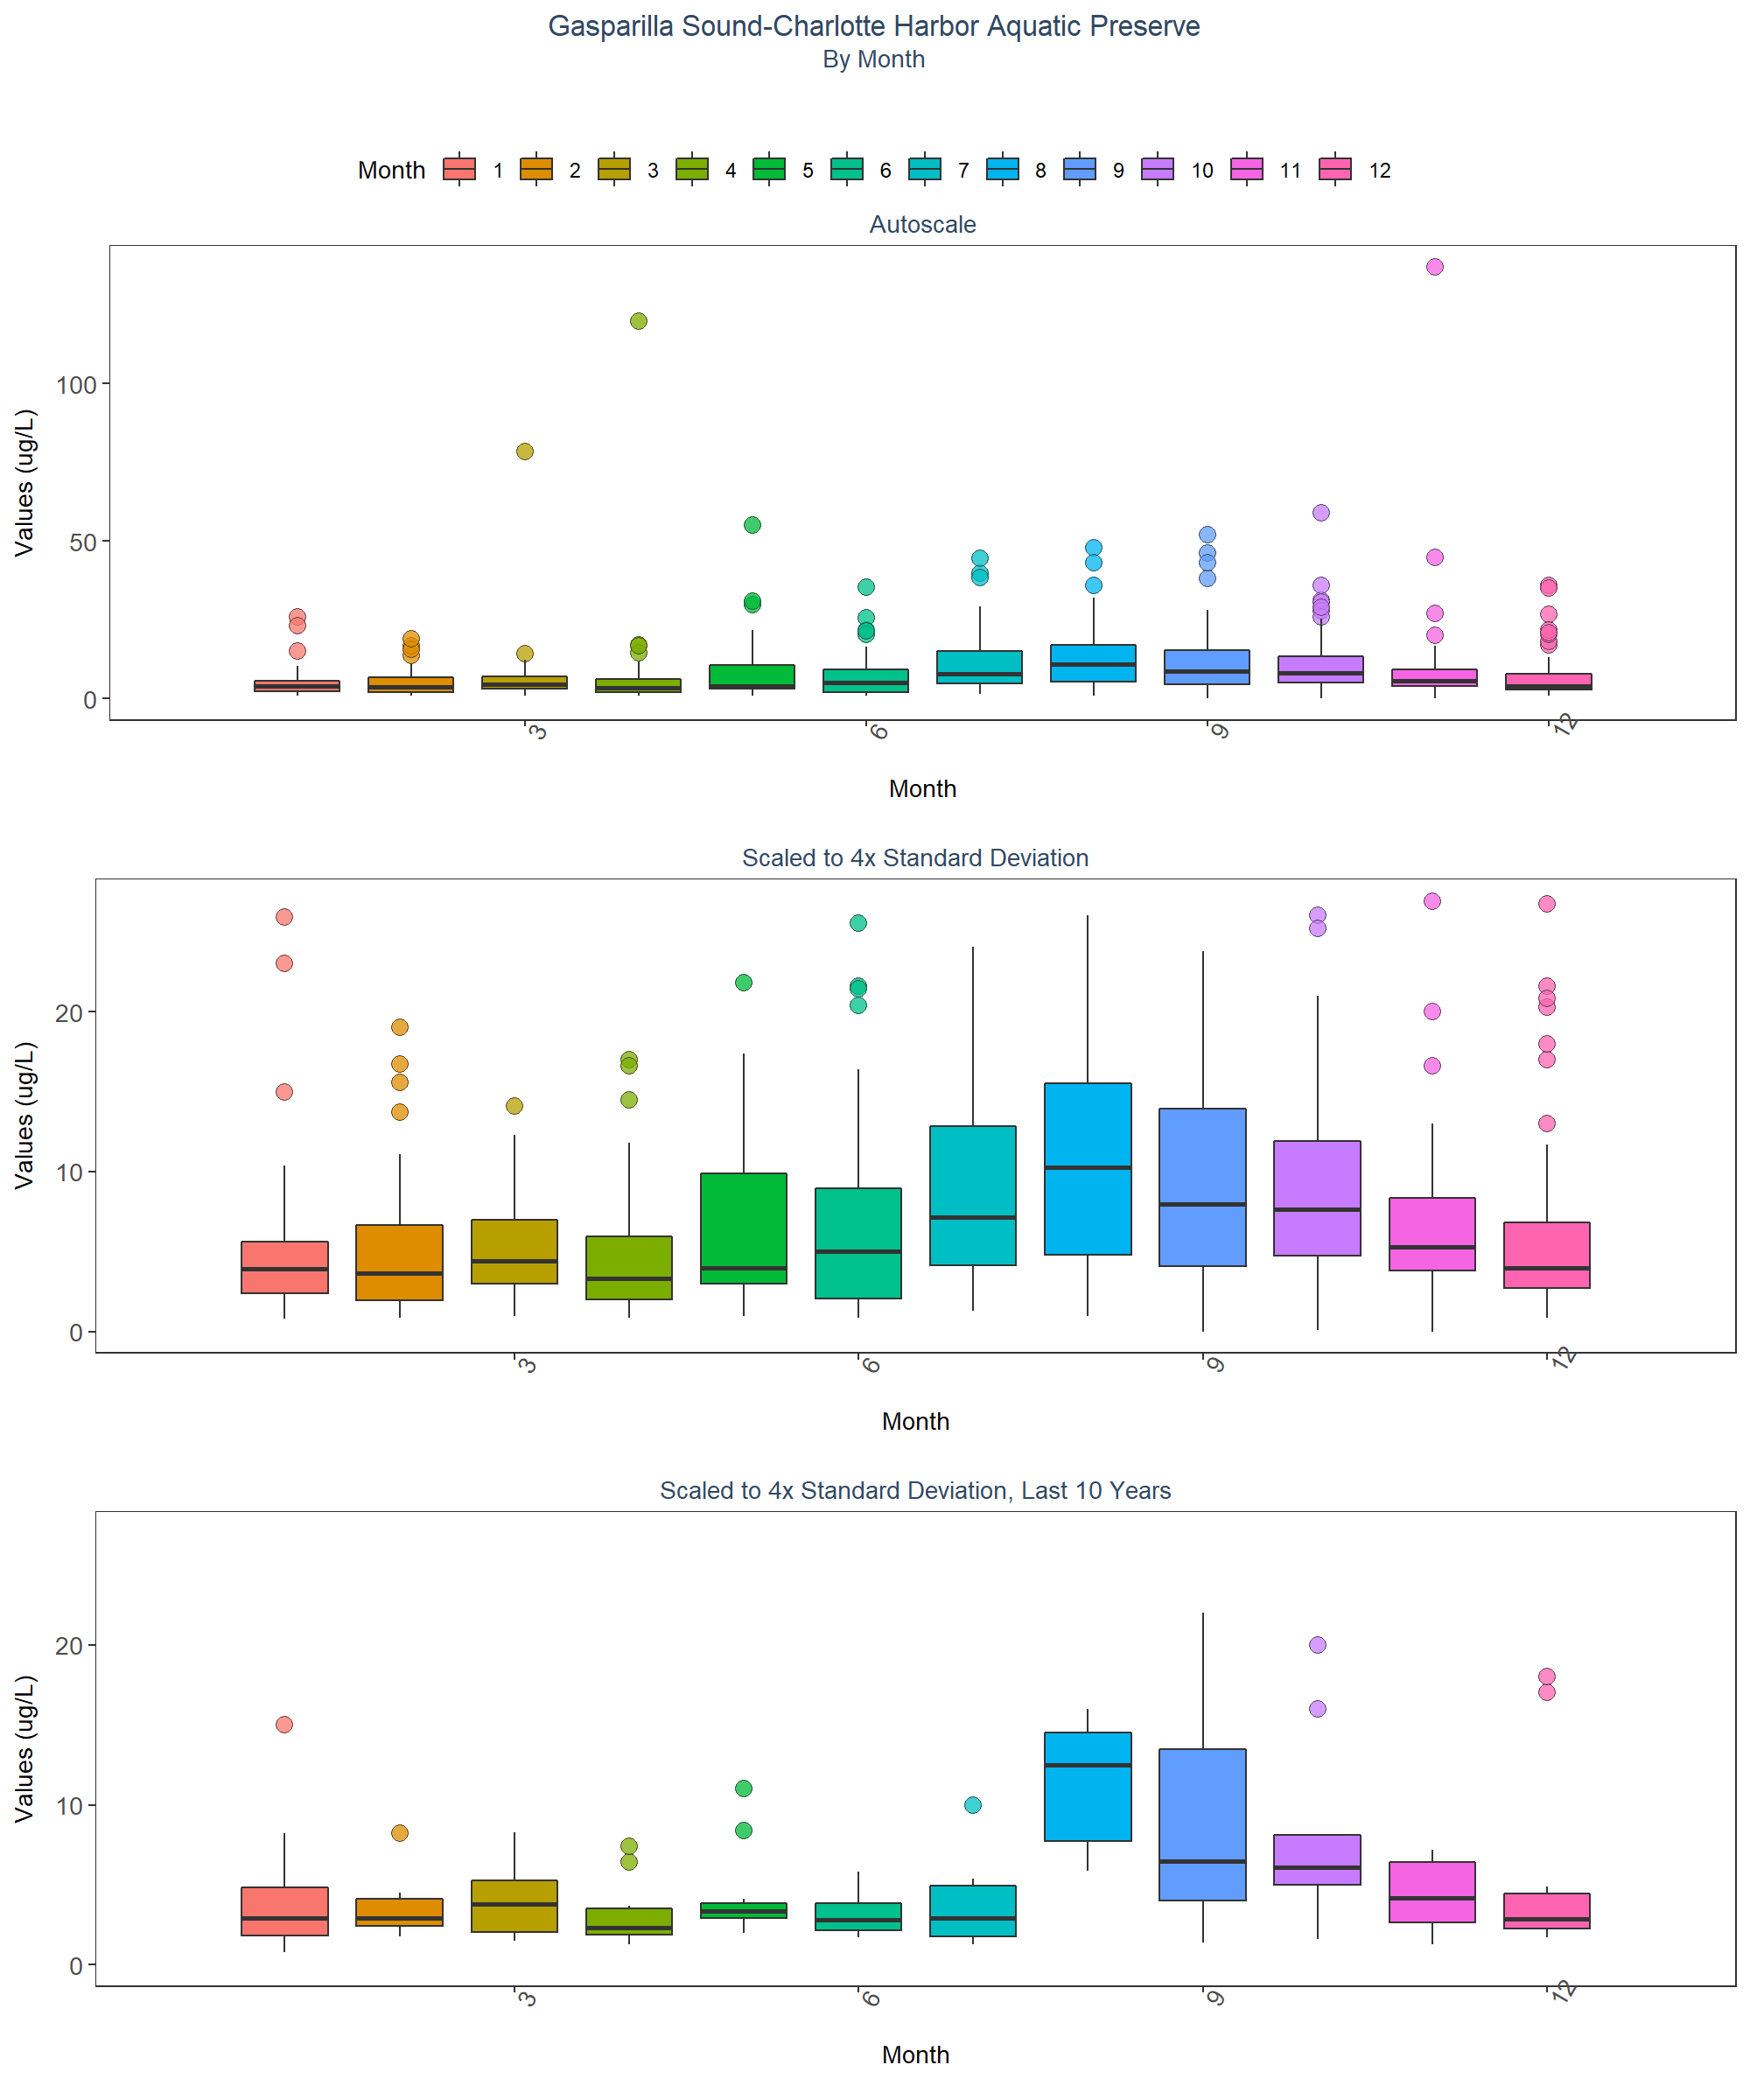 Gasparilla Sound-Charlotte Harbor Aquatic Preserve
By Month
Month 1 2 3 4 5 6 7 8 9 10 11 12
Autoscale
Values (ug/L)
100
50
0
3 6 9 12
Month
Scaled to 4x Standard Deviation
Values (ug/L)
20
10
0
3 6 9 12
Month
Scaled to 4x Standard Deviation, Last 10 Years
Values (ug/L)
20
10
0
3 6 9 12
Month